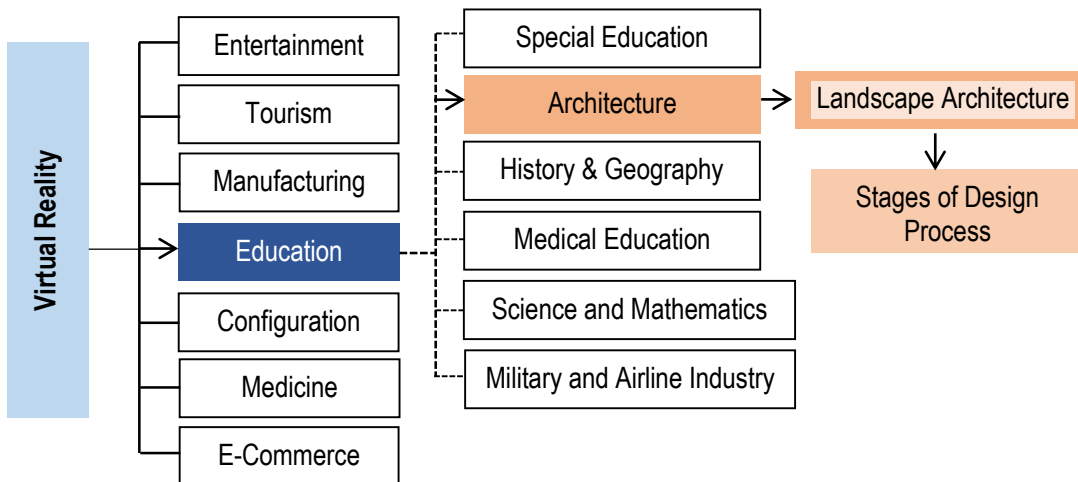 Virtual Reality
Entertainment
Tourism
Manufacturing
Education
Configuration
Medicine
E-Commerce
Special Education
Architecture
History & Geography
Medical Education
Science and Mathematics
Military and Airline Industry
Landscape Architecture
Stages of Design
Process